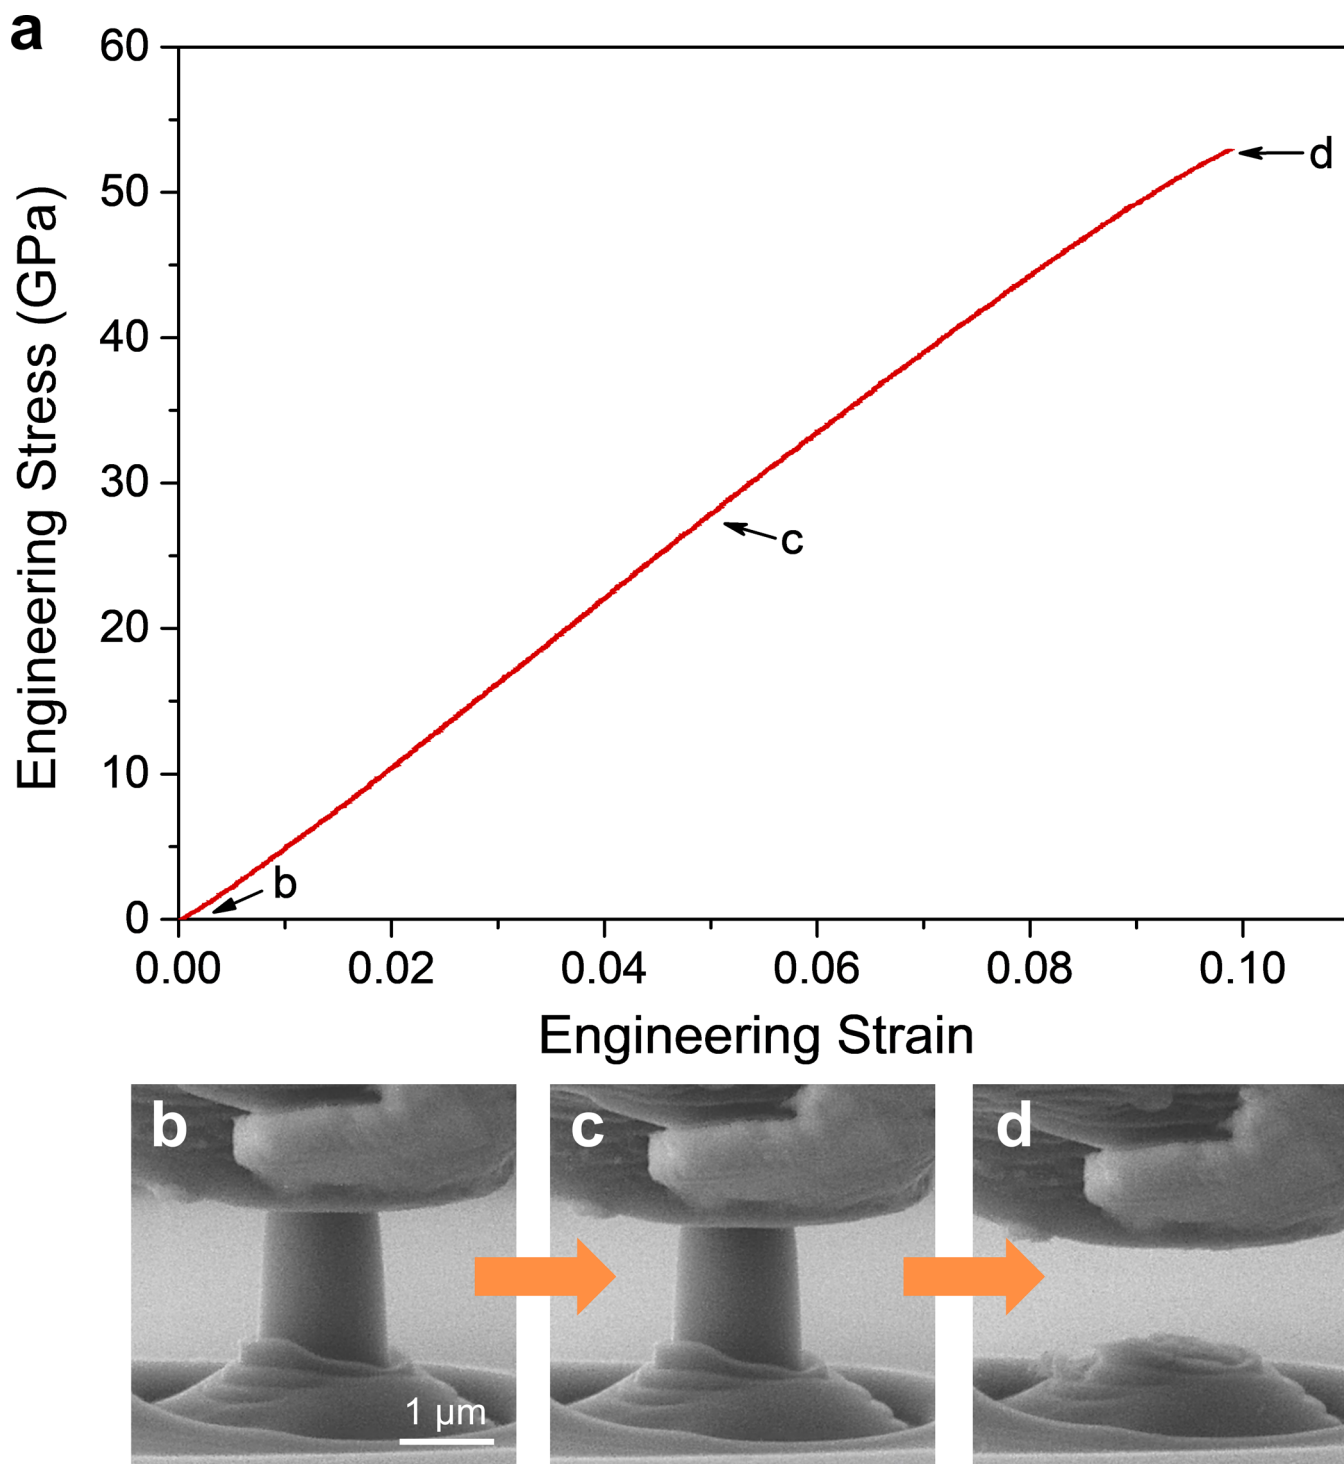 a
60
50
40
30
20
10
0
Engineering Stress (GPa)
d
c
b
0.00 0.02 0.04 0.06 0.08 0.10
Engineering Strain
b c d
1 μm